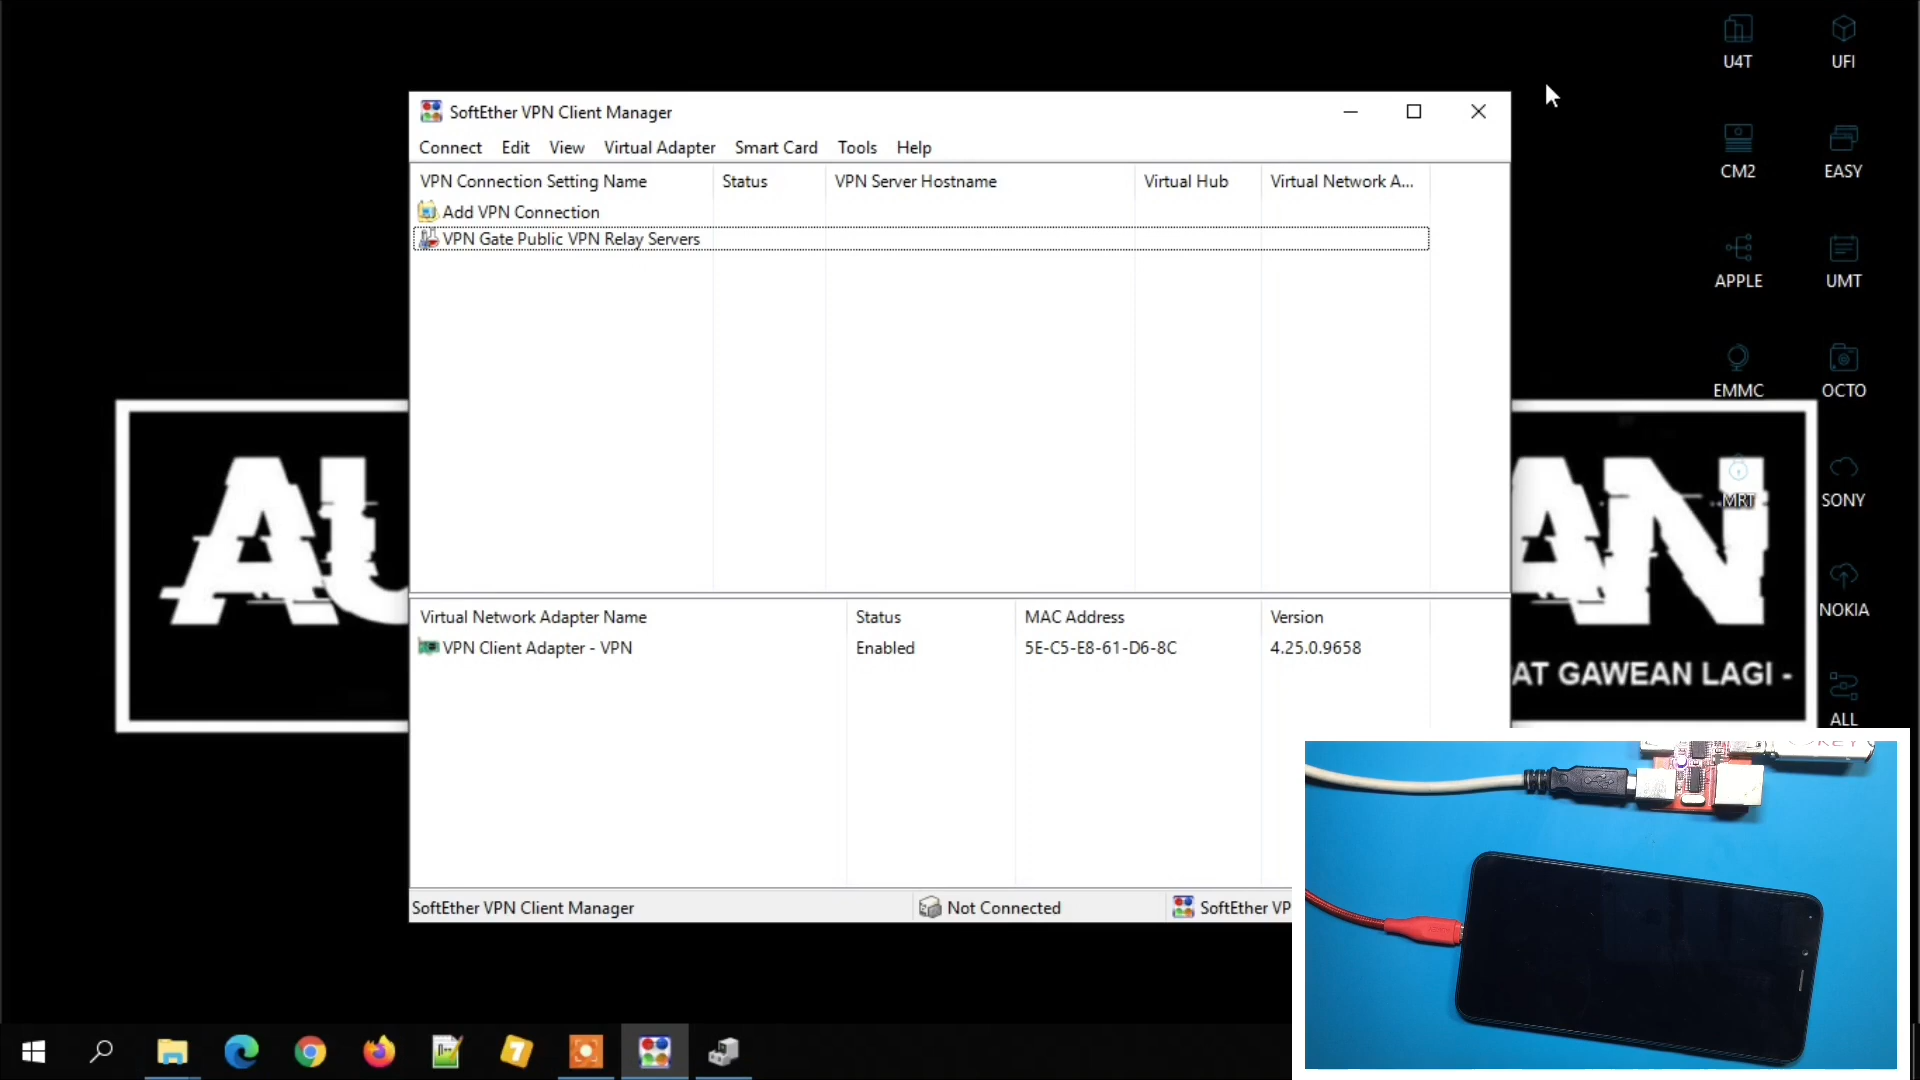 U4T
UFI
SoftEther VPN Client Manager
Connect Edit View Virtual Adapter Smart Card Tools Help
CM2
EASY
VPN Connection Setting Name Status VPN Server Hostname Virtual Hub Virtual Network A...
Add VPN Connection
VPN Gate Public VPN Relay Servers
APPLE
UMT
EMMC
OCTO
AU
AN
MRT
SONY
NOKIA
Virtual Network Adapter Name Status MAC Address Version
VPN Client Adapter - VPN Enabled 5E-C5-E8-61-D6-8C 4.25.0.9658
AT GAWEAN LAGI -
ALL
KEY
SoftEther VPN Client Manager Not Connected SoftEther VP